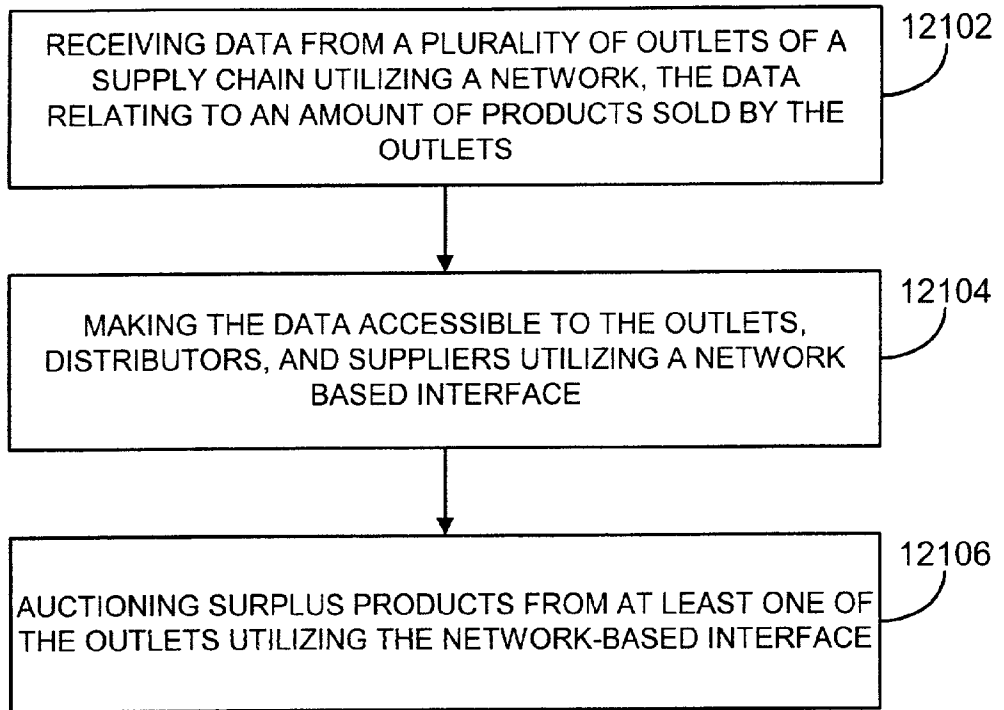 RECEIVING DATA FROM A PLURALITY OF OUTLETS OF A
SUPPLY CHAIN UTILIZING A NETWORK, THE DATA
RELATING TO AN AMOUNT OF PRODUCTS SOLD BY THE
OUTLETS
12102
MAKING THE DATA ACCESSIBLE TO THE OUTLETS,
DISTRIBUTORS, AND SUPPLIERS UTILIZING A NETWORK
BASED INTERFACE
12104
AUCTIONING SURPLUS PRODUCTS FROM AT LEAST ONE OF
THE OUTLETS UTILIZING THE NETWORK-BASED INTERFACE
12106